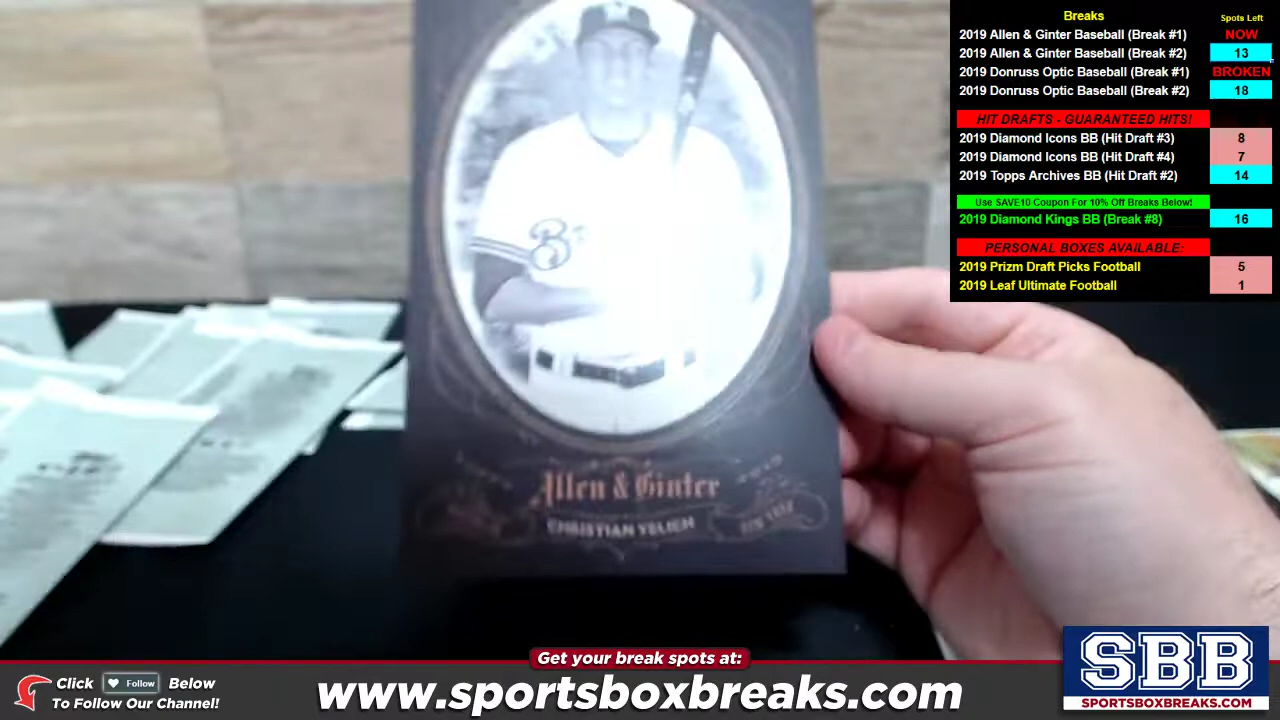 Breaks
Spots Left
2019 Allen & Ginter Baseball (Break #1) NOW
2019 Allen & Ginter Baseball (Break #2) 13
2019 Donruss Optic Baseball (Break #1) BROKEN
2019 Donruss Optic Baseball (Break #2) 18
HIT DRAFTS - GUARANTEED HITS!
2019 Diamond Icons BB (Hit Draft #3) 8
2019 Diamond Icons BB (Hit Draft #4) 7
2019 Topps Archives BB (Hit Draft #2) 14
Use SAVE10 Coupon For 10% Off Breaks Below!
2019 Diamond Kings BB (Break #8) 16
PERSONAL BOXES AVAILABLE:
2019 Prizm Draft Picks Football 5
2019 Leaf Ultimate Football 1
Allen & Ginter
CHRISTIAN YELICH
Get your break spots at:
Click Follow Below
To Follow Our Channel!
www.sportsboxbreaks.com
SBB
SPORTSBOXBREAKS.COM